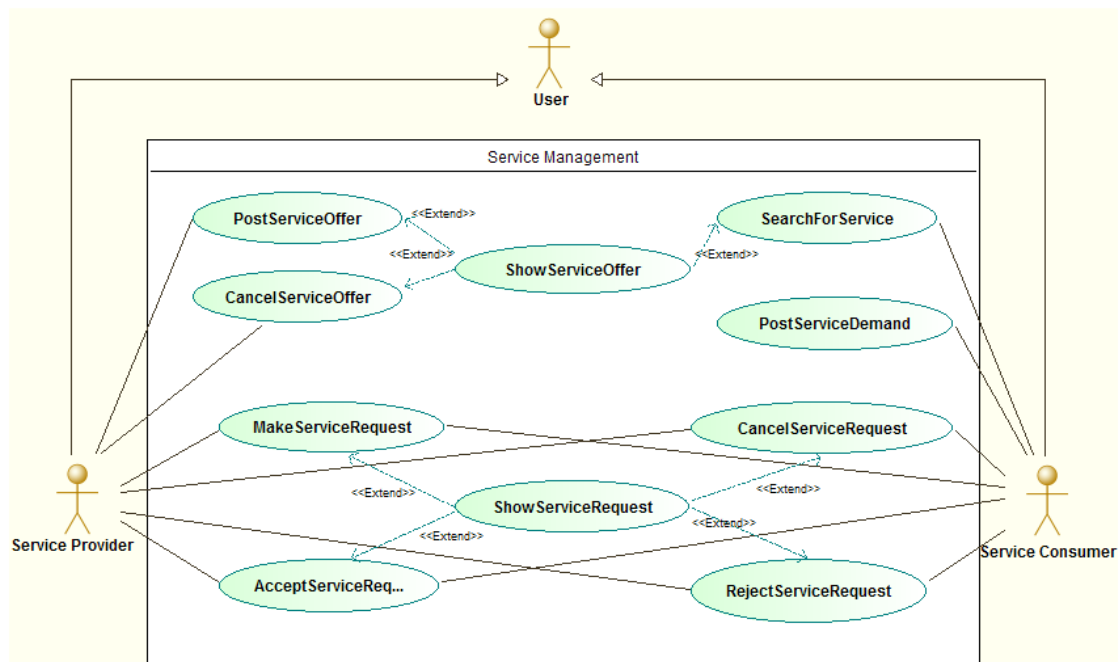 User
Service Management
PostServiceOffer
<<Extend>>
SearchForService
<<Extend>>
<<Extend>>
ShowServiceOffer
CancelServiceOffer
PostServiceDemand
MakeServiceRequest
CancelServiceRequest
<<Extend>>
<<Extend>>
ShowServiceRequest
<<Extend>>
<<Extend>>
Service Provider
Service Consumer
AcceptServiceReq...
RejectServiceRequest